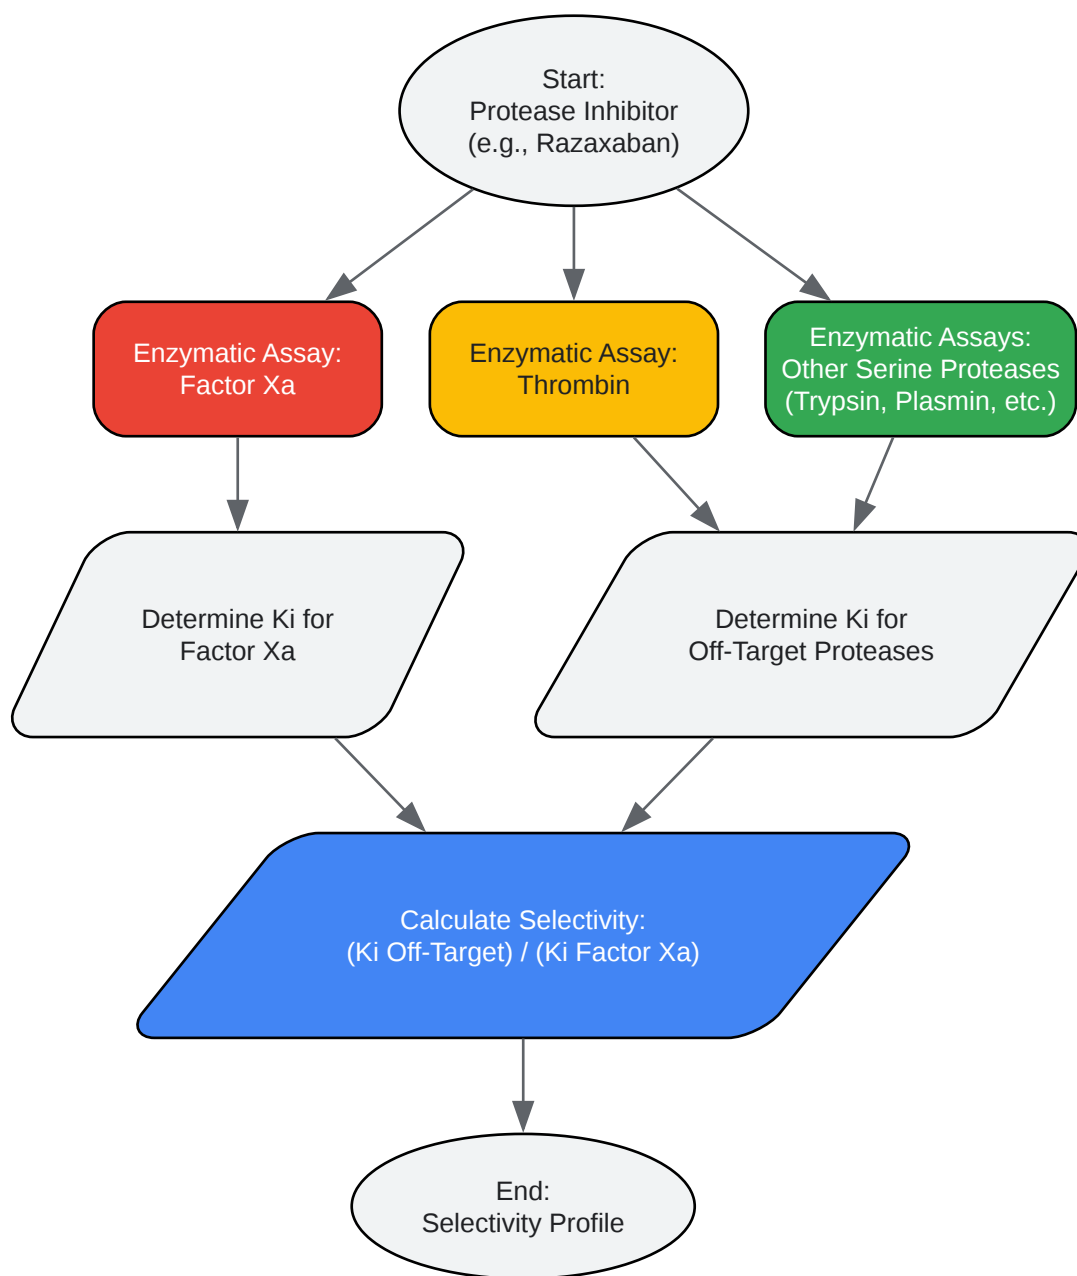 Start:
Protease Inhibitor
(e.g., Razaxaban)
Enzymatic Assay:
Factor Xa
Enzymatic Assay:
Thrombin
Enzymatic Assays:
Other Serine Proteases
(Trypsin, Plasmin, etc.)
Determine Ki for
Factor Xa
Determine Ki for
Off-Target Proteases
Calculate Selectivity:
(Ki Off-Target) / (Ki Factor Xa)
End:
Selectivity Profile